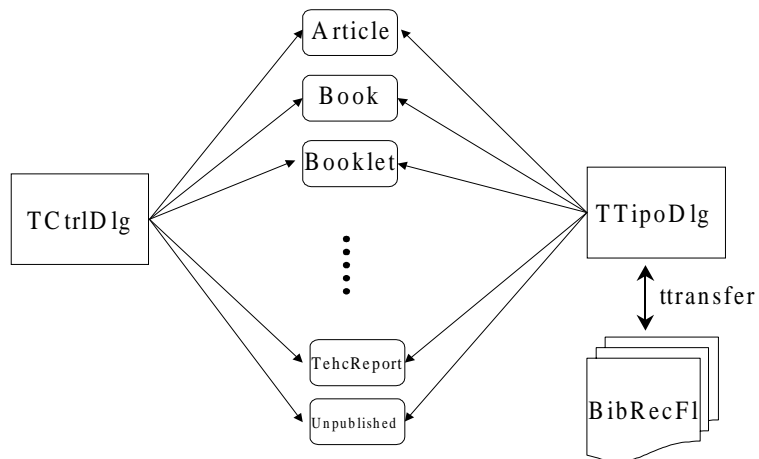 Article
Book
Booklet
TCtrlDlg
TTipoDlg
ttransfer
TehcReport
Unpublished
BibRecFl